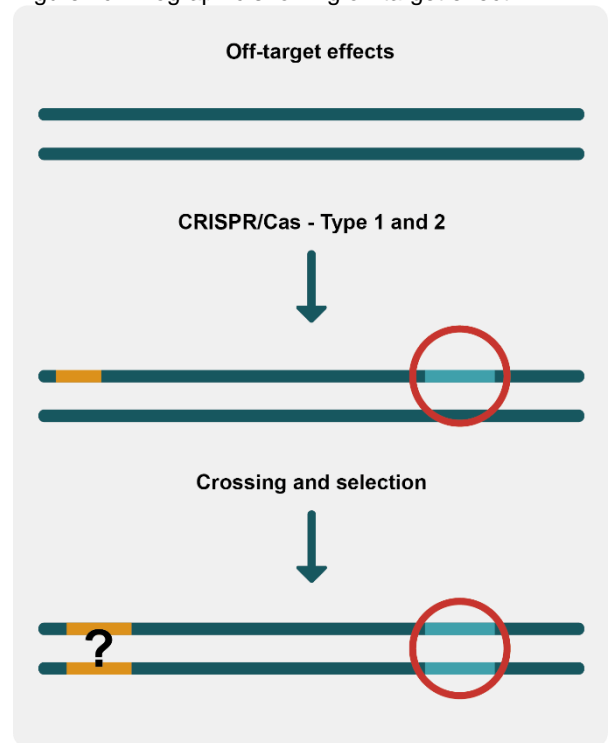 Off-target effects
CRISPR/Cas - Type 1 and 2
Crossing and selection
?